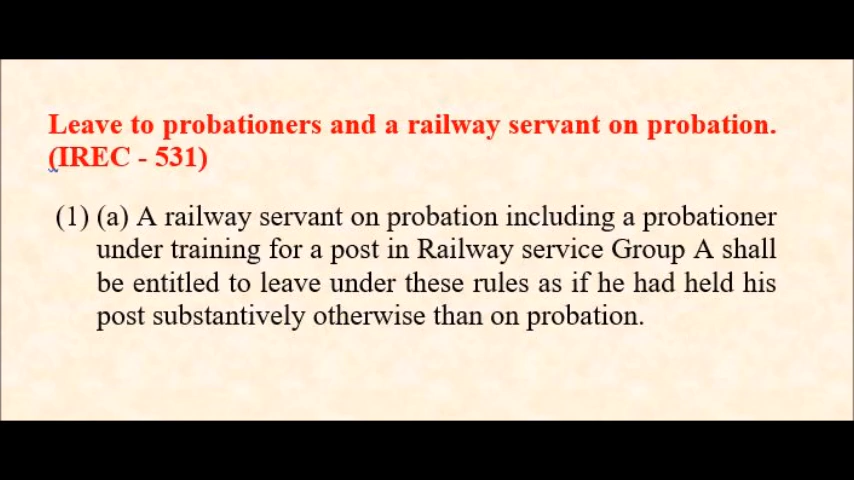 Leave to probationers and a railway servant on probation.
(IREC - 531)
(1) (a) A railway servant on probation including a probationer
under training for a post in Railway service Group A shall
be entitled to leave under these rules as if he had held his
post substantively otherwise than on probation.